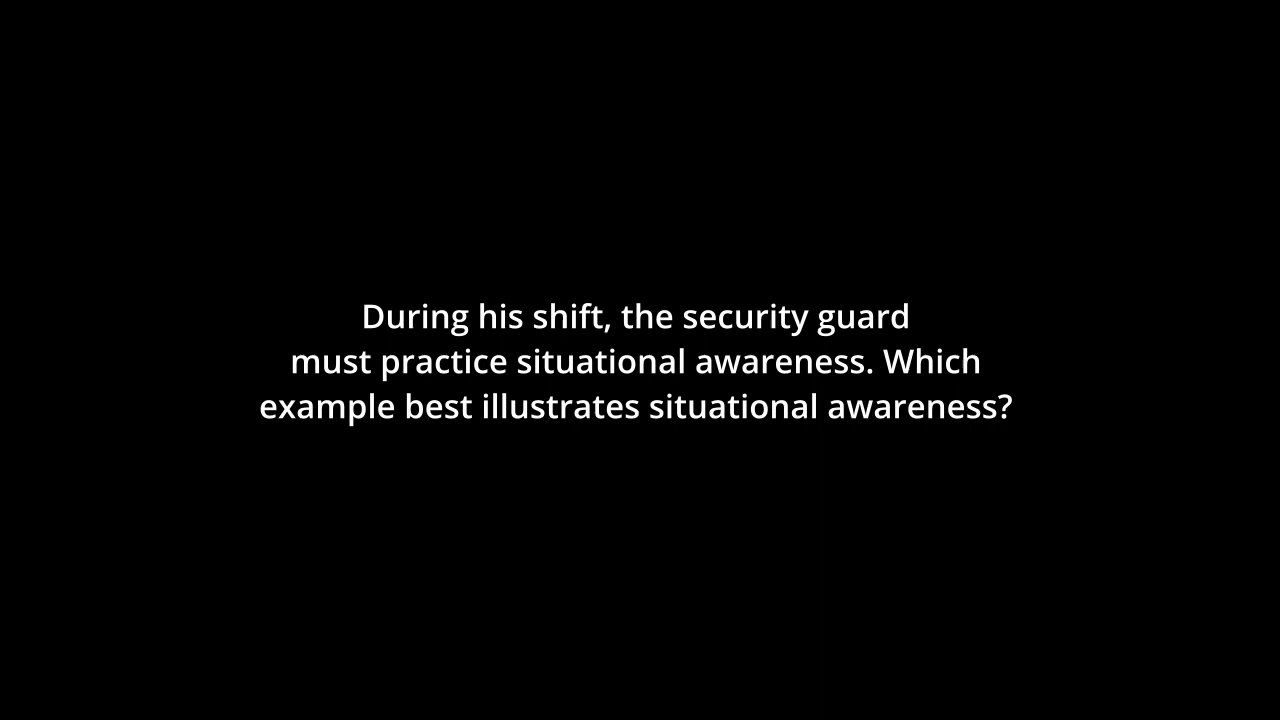 During his shift, the security guard
must practice situational awareness. Which
example best illustrates situational awareness?